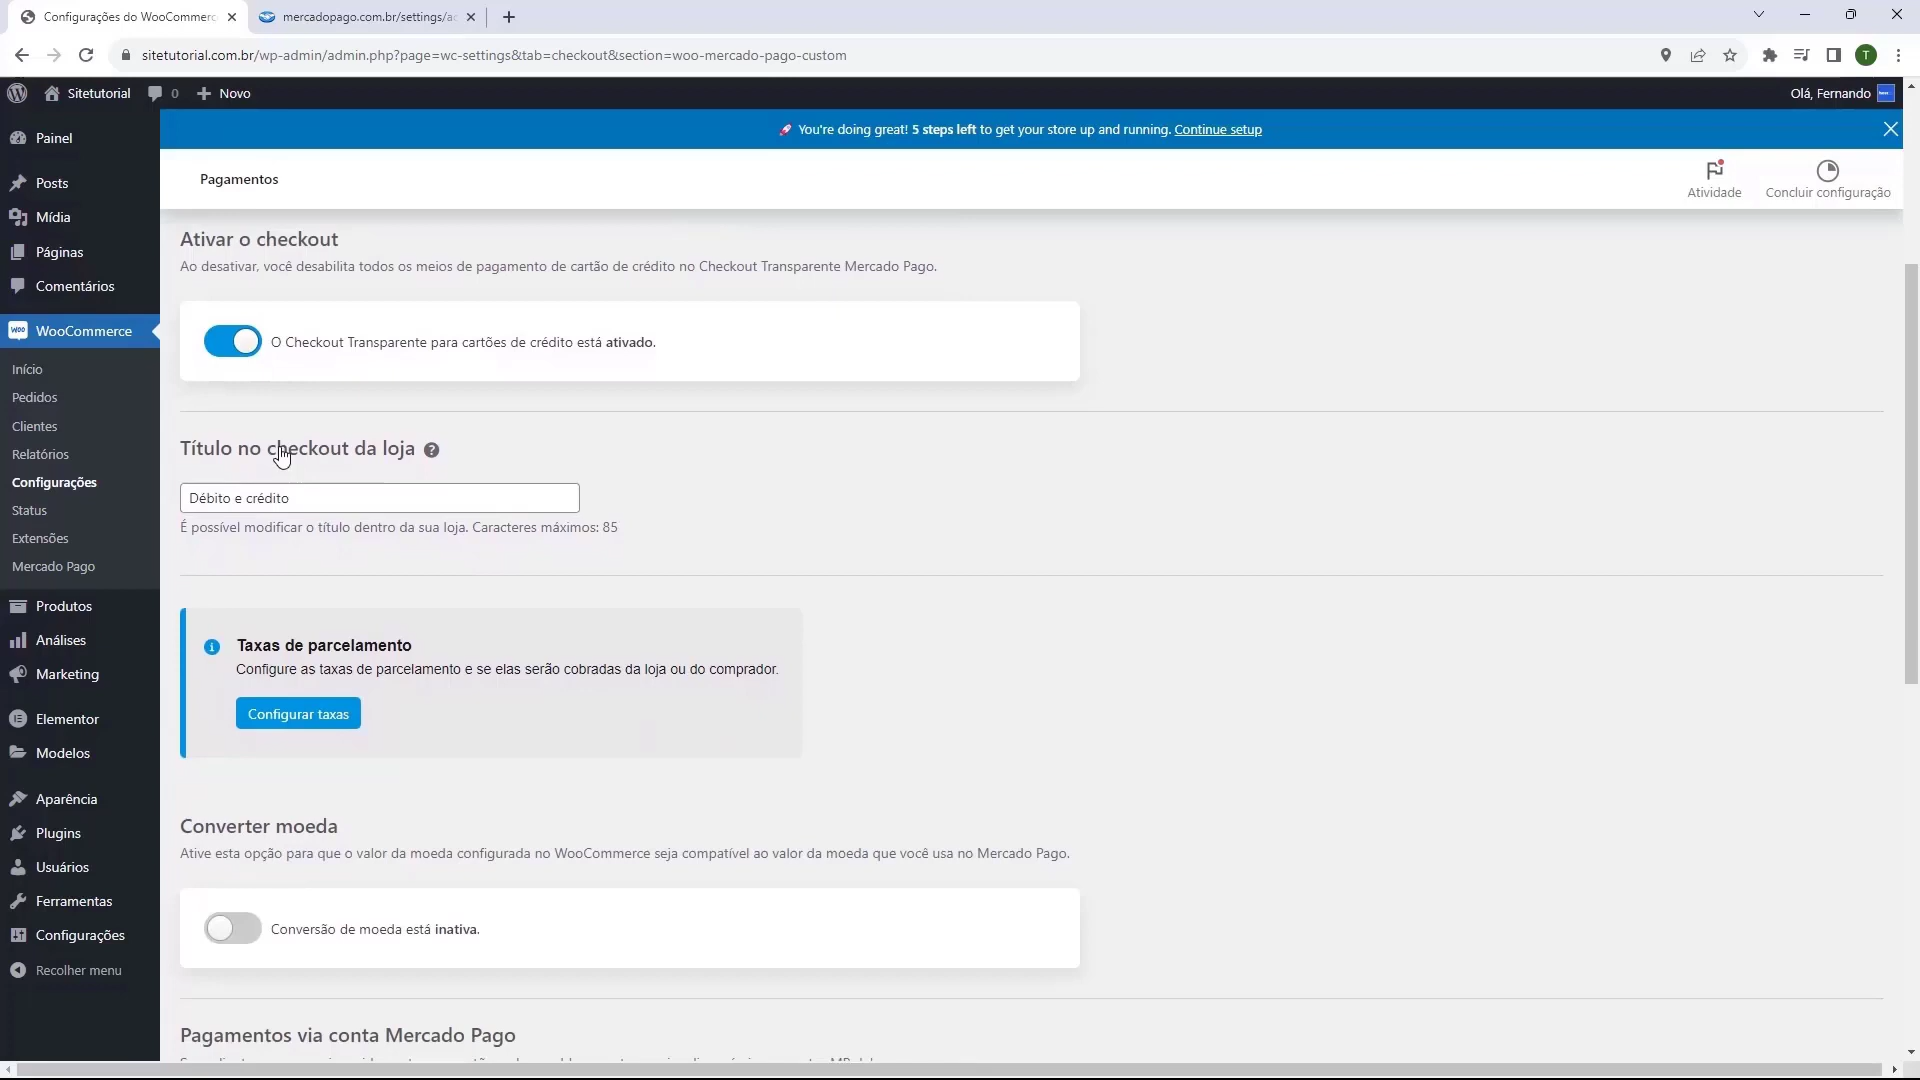 Configurações do WooCommerc
mercadopago.com.br/settings/ac
sitetutorial.com.br/wp-admin/admin.php?page=wc-settings&tab=checkout&section=woo-mercado-pago-custom
T
Sitetutorial
0
Novo
Olá, Fernando
🚀 You're doing great! 5 steps left to get your store up and running. Continue setup
Pagamentos
Atividade
Concluir configuração
Painel
Posts
Mídia
Páginas
Comentários
WooCommerce
Início
Pedidos
Clientes
Relatórios
Configurações
Status
Extensões
Mercado Pago
Produtos
Análises
Marketing
Elementor
Modelos
Aparência
Plugins
Usuários
Ferramentas
Configurações
Recolher menu
Ativar o checkout
Ao desativar, você desabilita todos os meios de pagamento de cartão de crédito no Checkout Transparente Mercado Pago.
O Checkout Transparente para cartões de crédito está ativado.
Título no checkout da loja
Débito e crédito
É possível modificar o título dentro da sua loja. Caracteres máximos: 85
Taxas de parcelamento
Configure as taxas de parcelamento e se elas serão cobradas da loja ou do comprador.
Configurar taxas
Converter moeda
Ative esta opção para que o valor da moeda configurada no WooCommerce seja compatível ao valor da moeda que você usa no Mercado Pago.
Conversão de moeda está inativa.
Pagamentos via conta Mercado Pago